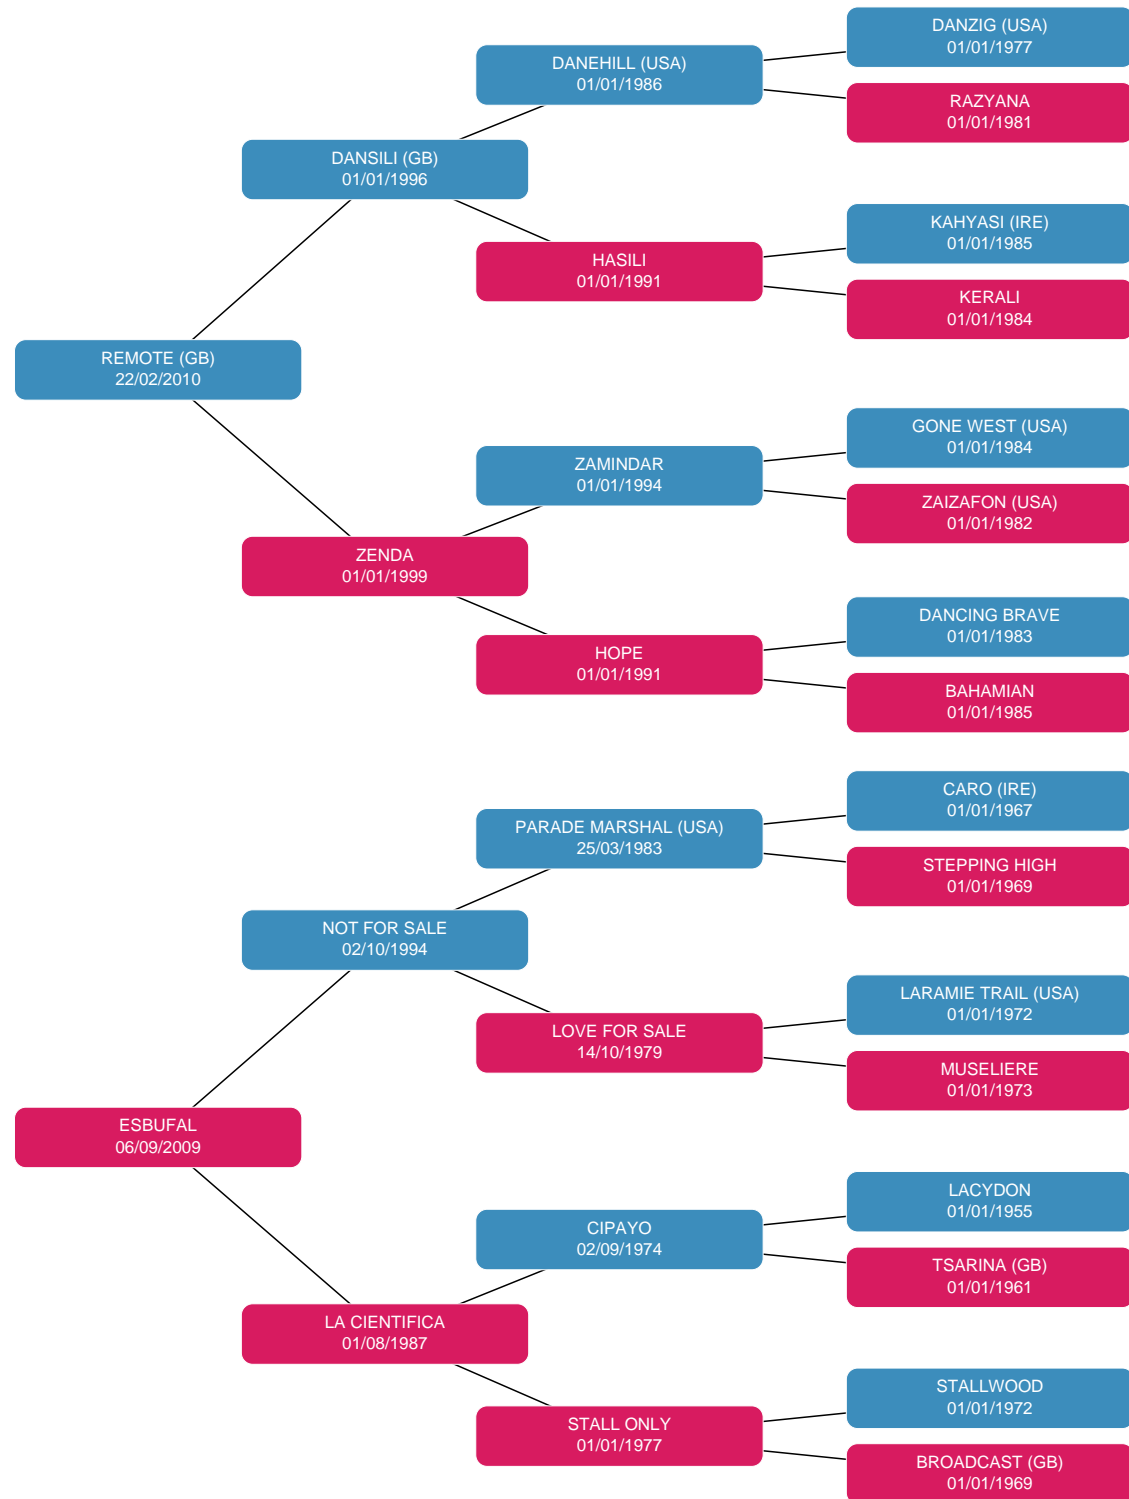 DANZIG (USA)
01/01/1977
DANEHILL (USA)
01/01/1986
RAZYANA
01/01/1981
DANSILI (GB)
01/01/1996
KAHYASI (IRE)
01/01/1985
HASILI
01/01/1991
KERALI
01/01/1984
REMOTE (GB)
22/02/2010
GONE WEST (USA)
01/01/1984
ZAMINDAR
01/01/1994
ZAIZAFON (USA)
01/01/1982
ZENDA
01/01/1999
DANCING BRAVE
01/01/1983
HOPE
01/01/1991
BAHAMIAN
01/01/1985
CARO (IRE)
01/01/1967
PARADE MARSHAL (USA)
25/03/1983
STEPPING HIGH
01/01/1969
NOT FOR SALE
02/10/1994
LARAMIE TRAIL (USA)
01/01/1972
LOVE FOR SALE
14/10/1979
MUSELIERE
01/01/1973
ESBUFAL
06/09/2009
LACYDON
01/01/1955
CIPAYO
02/09/1974
TSARINA (GB)
01/01/1961
LA CIENTIFICA
01/08/1987
STALLWOOD
01/01/1972
STALL ONLY
01/01/1977
BROADCAST (GB)
01/01/1969